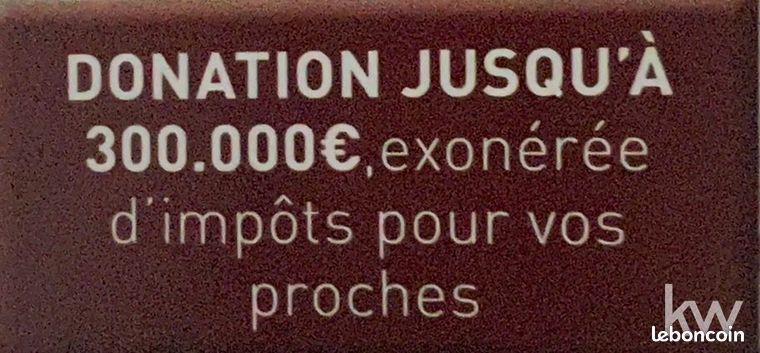 DONATION JUSQU'À
300.000€,exonérée
d'impôts pour vos
proches
kw
leboncoin